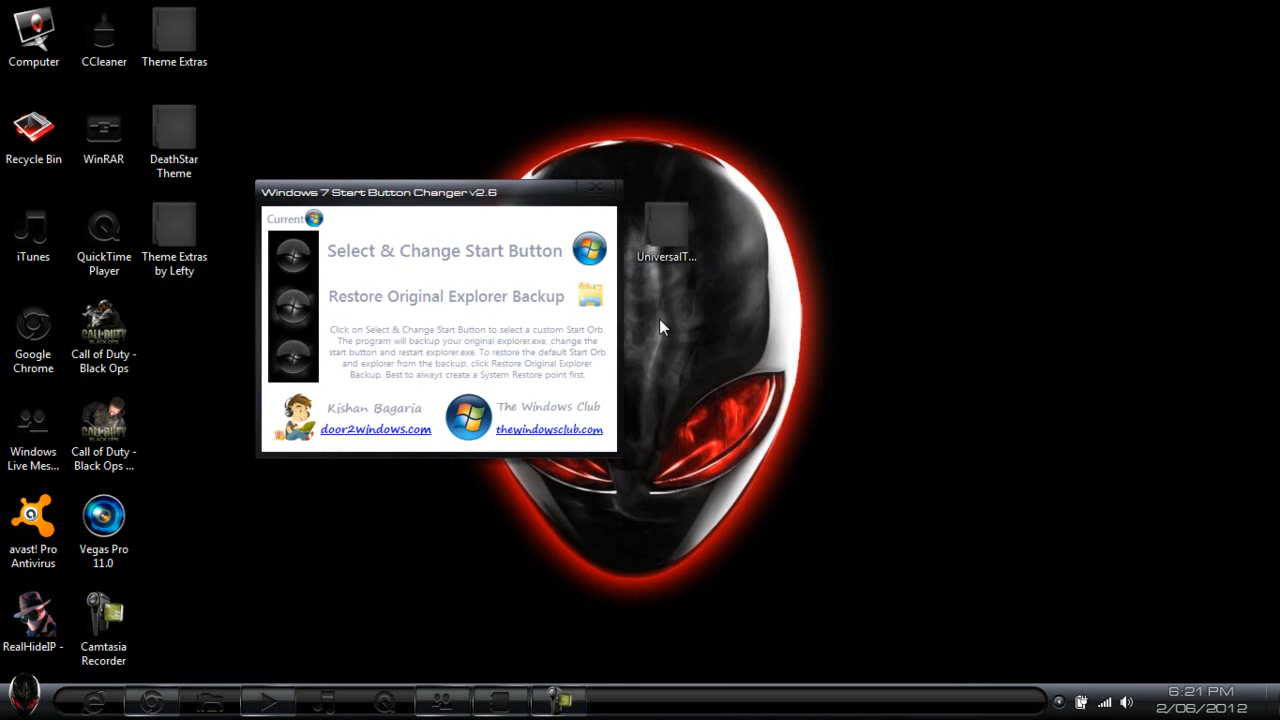 Computer
CCleaner
Theme Extras
Recycle Bin
WinRAR
DeathStar
Theme
iTunes
QuickTime
Player
Theme Extras
by Lefty
Google
Chrome
Call of Duty -
Black Ops
Windows
Live Mes...
Call of Duty -
Black Ops ...
avast! Pro
Antivirus
Vegas Pro
11.0
RealHideIP -
Camtasia
Recorder
Windows 7 Start Button Changer v2.6
Current
Select & Change Start Button
Restore Original Explorer Backup
Click on Select & Change Start Button to select a custom Start Orb.
The program will backup your original explorer.exe, change the
start button and restart explorer.exe. To restore the default Start Orb
and explorer from the backup, click Restore Original Explorer
Backup. Best to always create a System Restore point first.
Kishan Bagaria
door2windows.com
The Windows Club
thewindowsclub.com
UniversalT...
6:21 PM
2/06/2012